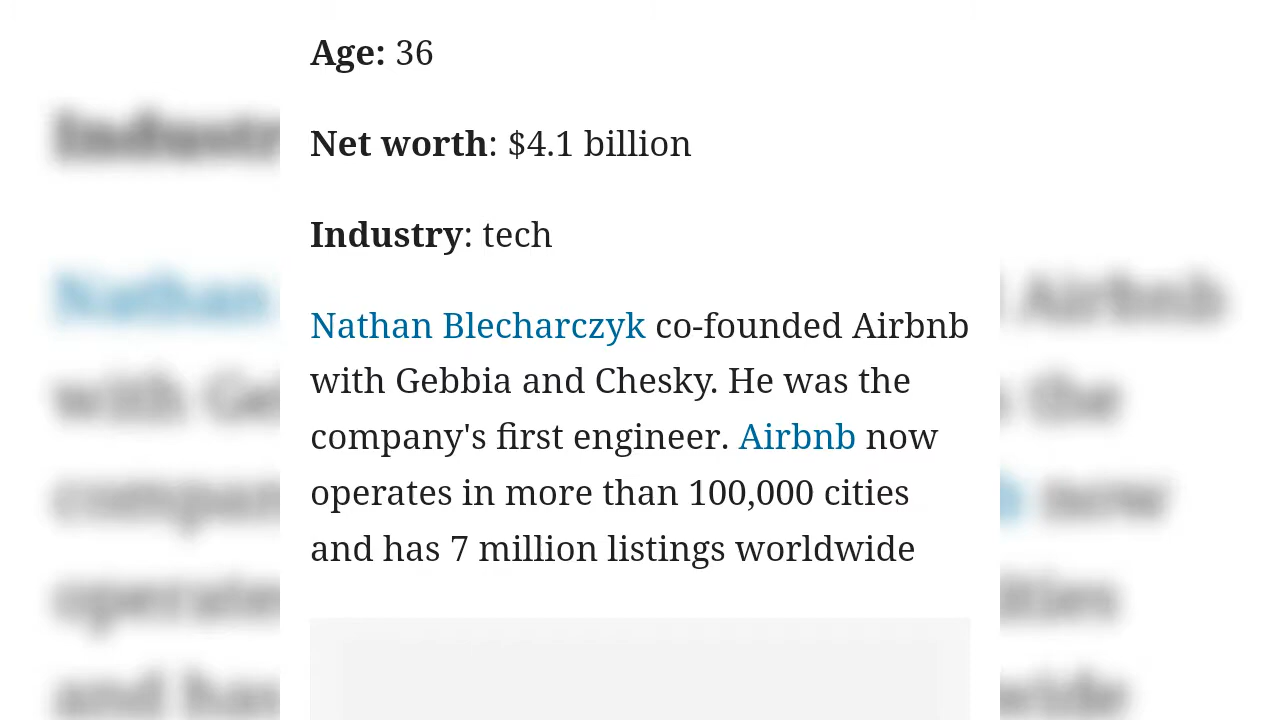 Age: 36
Net worth: $4.1 billion
Industry: tech
Nathan Blecharczyk co-founded Airbnb
with Gebbia and Chesky. He was the
company's first engineer. Airbnb now
operates in more than 100,000 cities
and has 7 million listings worldwide